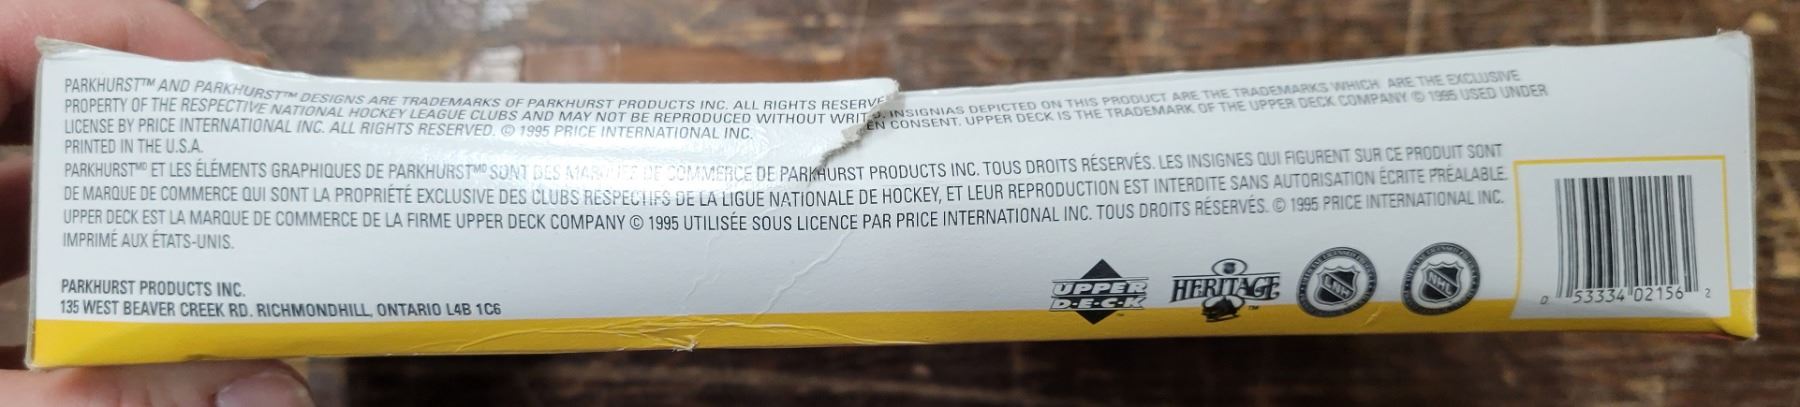 PARKHURST™ AND PARKHURST™ DESIGNS ARE TRADEMARKS OF PARKHURST PRODUCTS INC. ALL RIGHTS RESERVE INSIGNIAS DEPICTED ON THIS PRODUCT ARE THE TRADEMARKS WHICH ARE THE EXCLUSIVE
PROPERTY OF THE RESPECTIVE NATIONAL HOCKEY LEAGUE CLUBS AND MAY NOT BE REPRODUCED WITHOUT WRITTEN CONSENT. UPPER DECK IS THE TRADEMARK OF THE UPPER DECK COMPANY © 1995 USED UNDER
LICENSE BY PRICE INTERNATIONAL INC. ALL RIGHTS RESERVED. © 1995 PRICE INTERNATIONAL INC.
PRINTED IN THE U.S.A.
PARKHURST MD ET LES ÉLÉMENTS GRAPHIQUES DE PARKHURST MD SONT DES MARQUES DE COMMERCE DE PARKHURST PRODUCTS INC. TOUS DROITS RÉSERVÉS. LES INSIGNES QUI FIGURENT SUR CE PRODUIT SONT
DE MARQUE DE COMMERCE QUI SONT LA PROPRIÉTÉ EXCLUSIVE DES CLUBS RESPECTIFS DE LA LIGUE NATIONALE DE HOCKEY, ET LEUR REPRODUCTION EST INTERDITE SANS AUTORISATION ÉCRITE PRÉALABLE.
UPPER DECK EST LA MARQUE DE COMMERCE DE LA FIRME UPPER DECK COMPANY © 1995 UTILISÉE SOUS LICENCE PAR PRICE INTERNATIONAL INC. TOUS DROITS RÉSERVÉS. © 1995 PRICE INTERNATIONAL INC.
IMPRIMÉ AUX ÉTATS-UNIS.
PARKHURST PRODUCTS INC.
135 WEST BEAVER CREEK RD. RICHMONDHILL, ONTARIO L4B 1C6
UPPER
D·E·C·K
HERITAGE
LNH
NHL
0 53334 02156 2